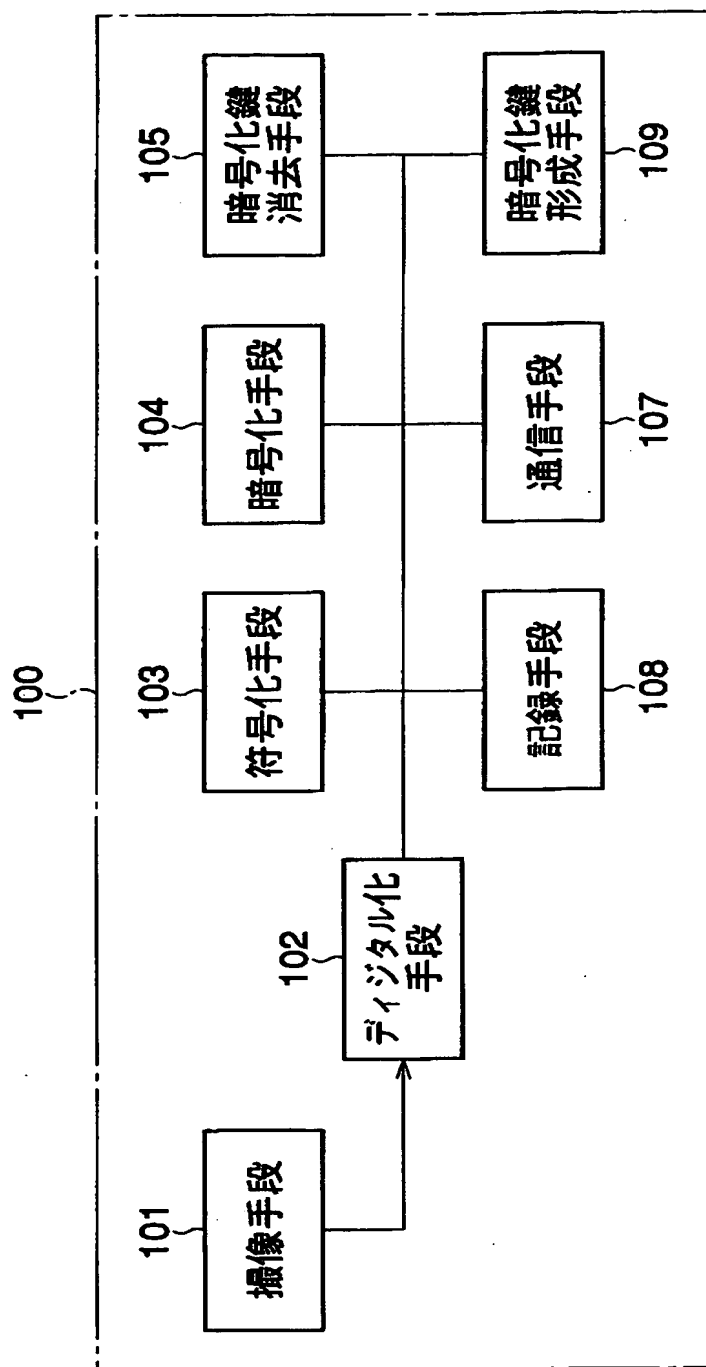 100
101
撮像手段
102
ディジタル化
手段
103
符号化手段
104
暗号化手段
105
暗号化鍵
消去手段
記録手段
108
通信手段
107
暗号化鍵
形成手段
109